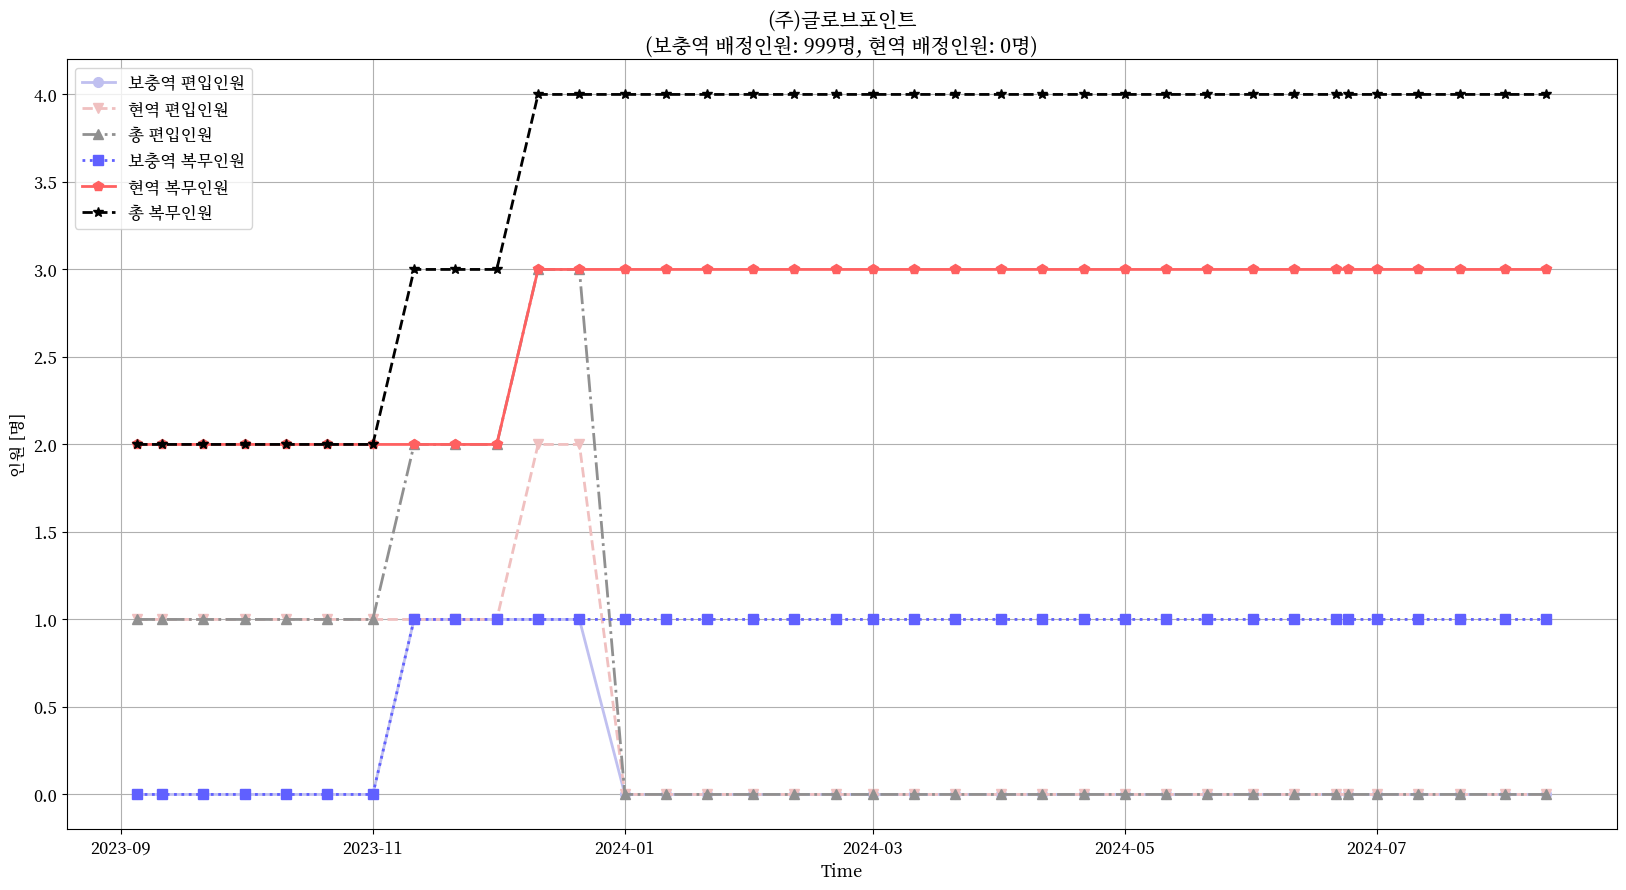 (주)글로브포인트
(보충역 배정인원: 999명, 현역 배정인원: 0명)
보충역 편입인원
현역 편입인원
총 편입인원
보충역 복무인원
현역 복무인원
총 복무인원
인원 [명]
4.0
3.5
3.0
2.5
2.0
1.5
1.0
0.5
0.0
2023-09 2023-11 2024-01 2024-03 2024-05 2024-07
Time